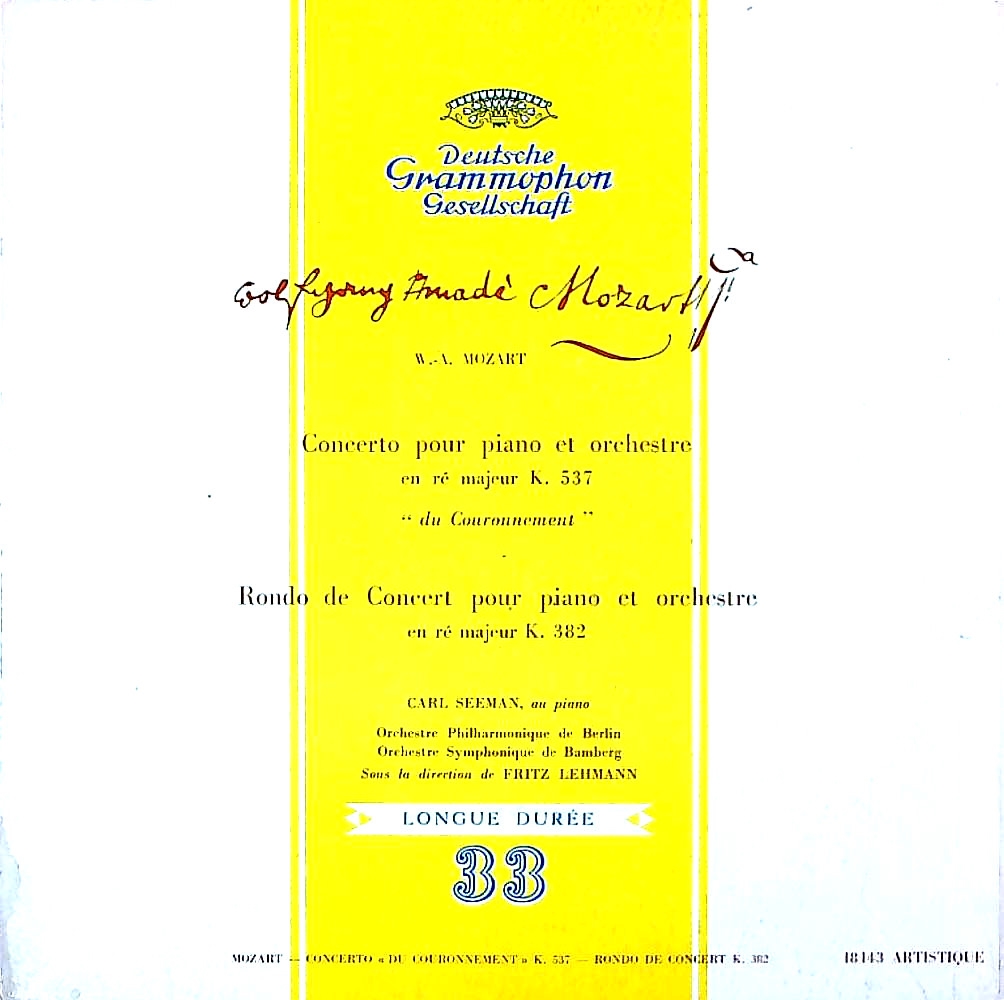 Deutsche
Grammophon
Gesellschaft
Wolfgang Amadè Mozart
W.-A. MOZART
Concerto pour piano et orchestre
en ré majeur K. 537
“ du Couronnement ”
-
Rondo de Concert pour piano et orchestre
en ré majeur K. 382
CARL SEEMAN, au piano
Orchestre Philharmonique de Berlin
Orchestre Symphonique de Bamberg
Sous la direction de FRITZ LEHMANN
LONGUE DURÉE
33
MOZART — CONCERTO « DU COURONNEMENT » K. 537 — RONDO DE CONCERT K. 382
18143 ARTISTIQUE